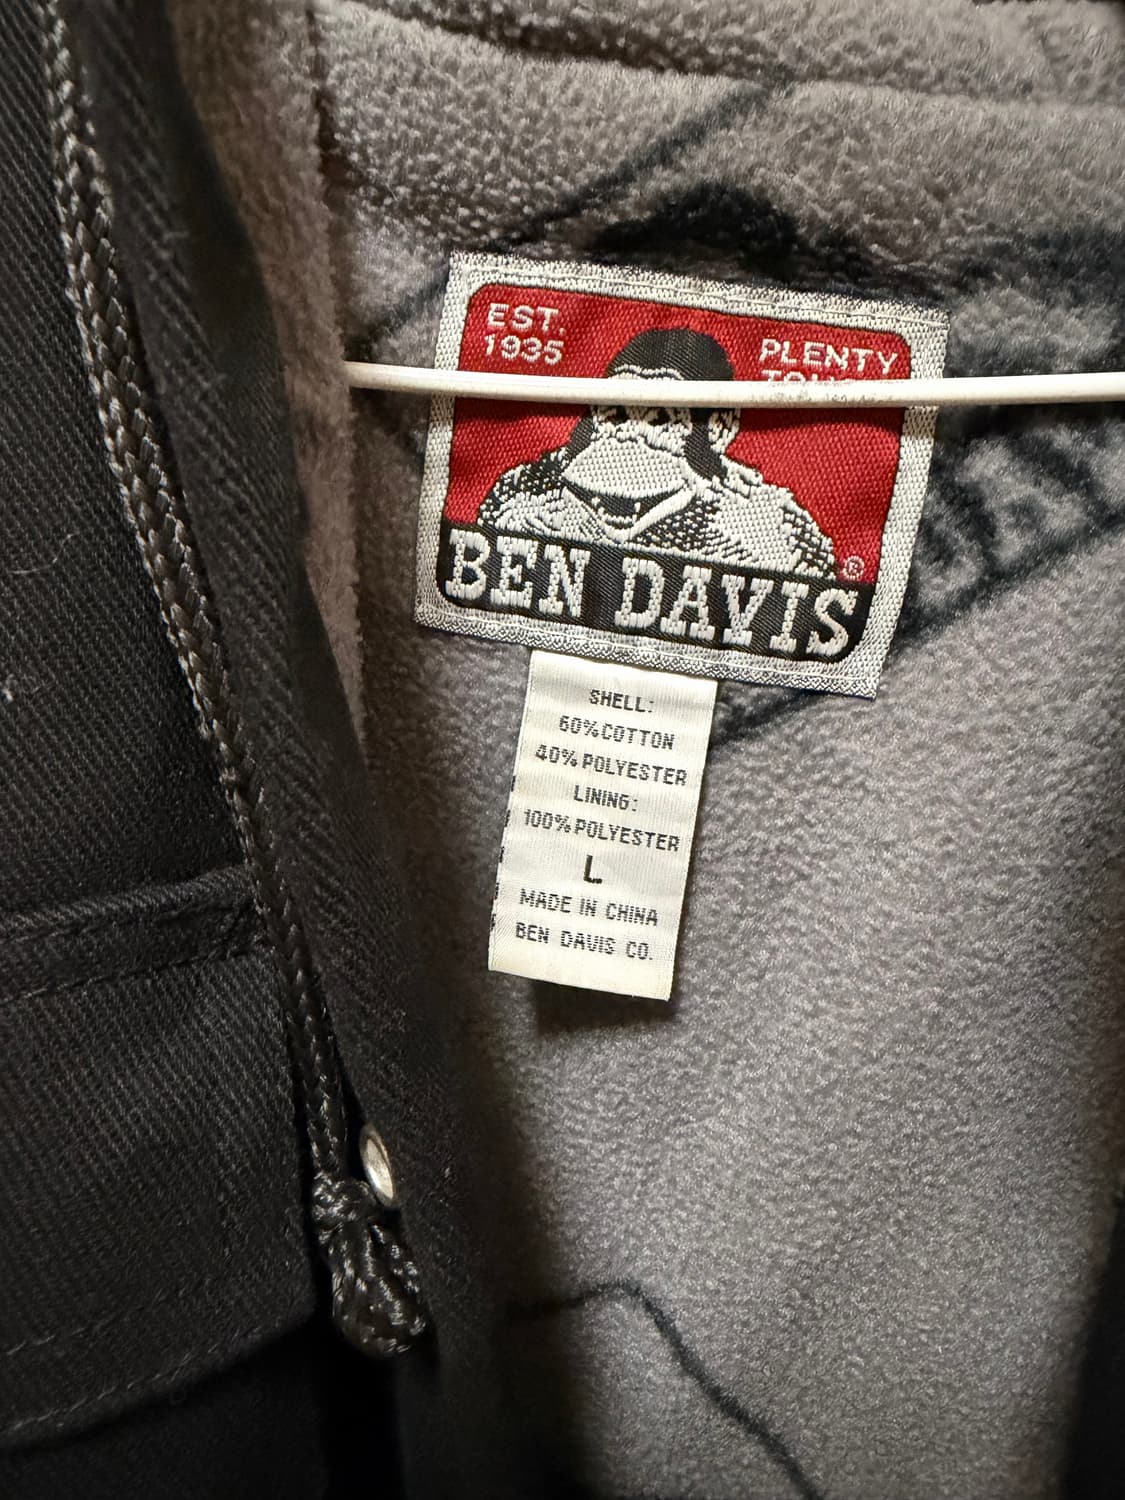 EST.
1935
PLENTY
BEN DAVIS
®
SHELL:
60%COTTON
40%POLYESTER
LINING:
100%POLYESTER
L
MADE IN CHINA
BEN DAVIS CO.